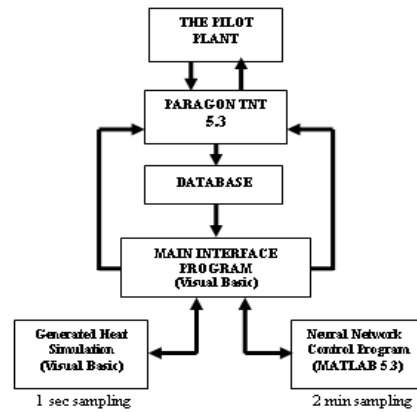 THE PILOT
PLANT
PARAGON TNT
5.3
DATABASE
MAIN INTERFACE
PROGRAM
(Visual Basic)
Generated Heat
Simulation
(Visual Basic)
Neural Network
Control Program
(MATLAB 5.3)
1 sec sampling
2 min sampling